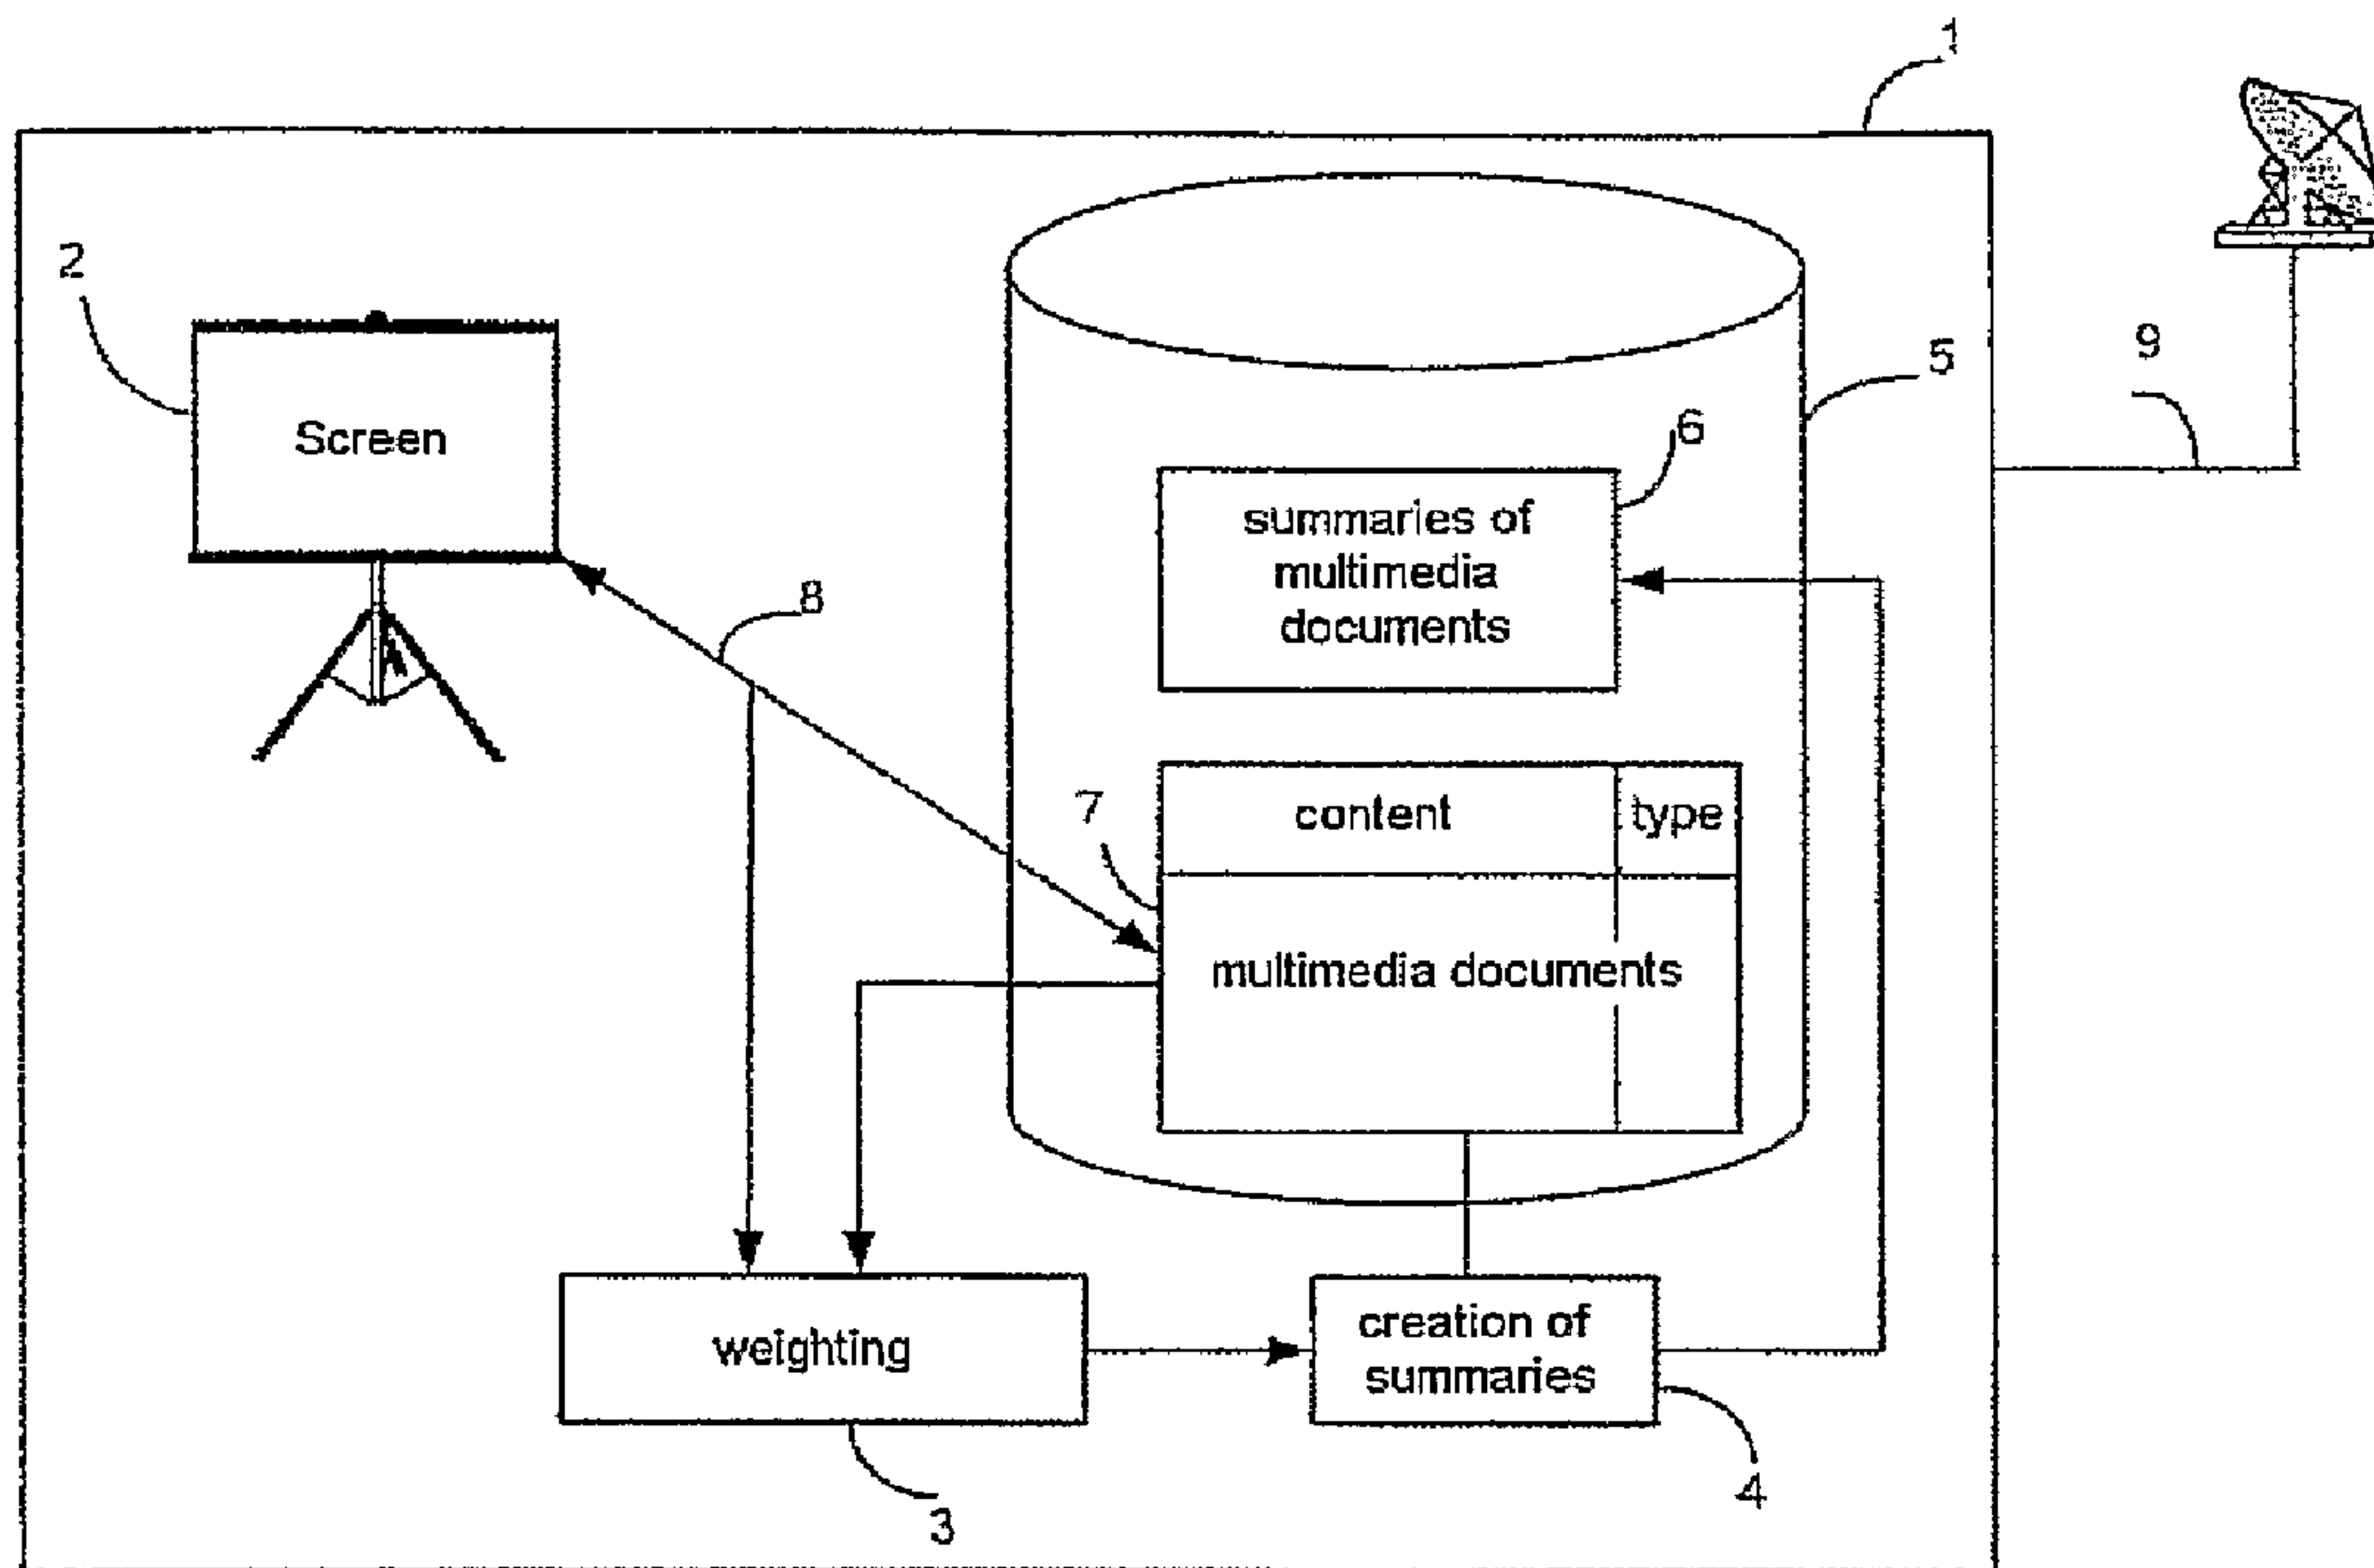 1
2
Screen
5
9
6
summaries of
multimedia
documents
8
7
content type
multimedia documents
weighting
creation of
summaries
3
4